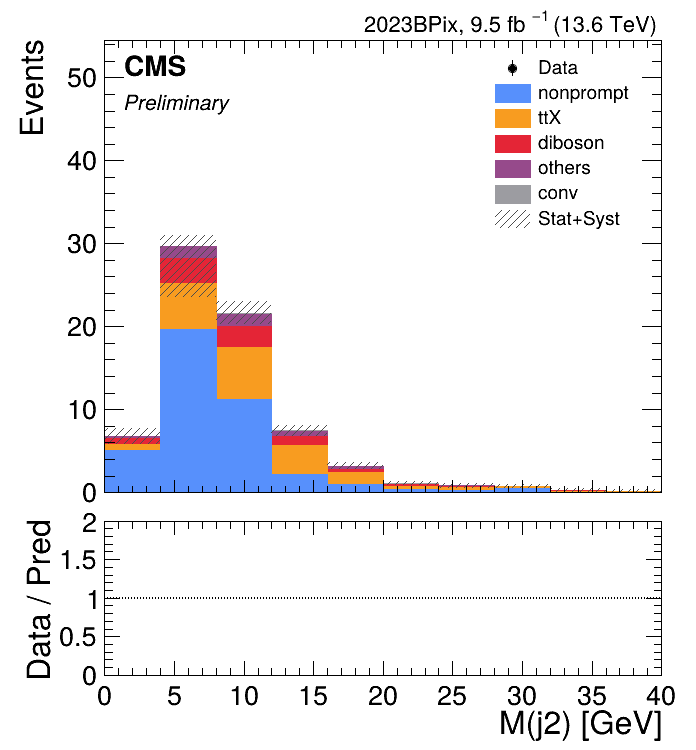 2023BPix, 9.5 fb⁻¹ (13.6 TeV)
CMS
Preliminary
Events
50
40
30
20
10
0
Data
nonprompt
ttX
diboson
others
conv
Stat+Syst
Data / Pred
2
1.5
1
0.5
0
0 5 10 15 20 25 30 35 40
M(j2) [GeV]